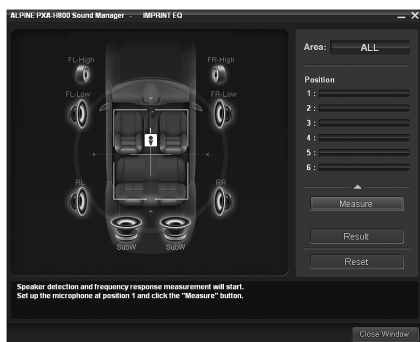 ALPINE PXA-H800 Sound Manager - IMPRINT EQ
Area: ALL
FL-High
FR-High
FL-Low
FR-Low
RL
RR
SubW
SubW
Position
1 :
2 :
3 :
4 :
5 :
6 :
Measure
Result
Reset
Speaker detection and frequency response measurement will start.
Set up the microphone at position 1 and click the "Measure" button.
Close Window